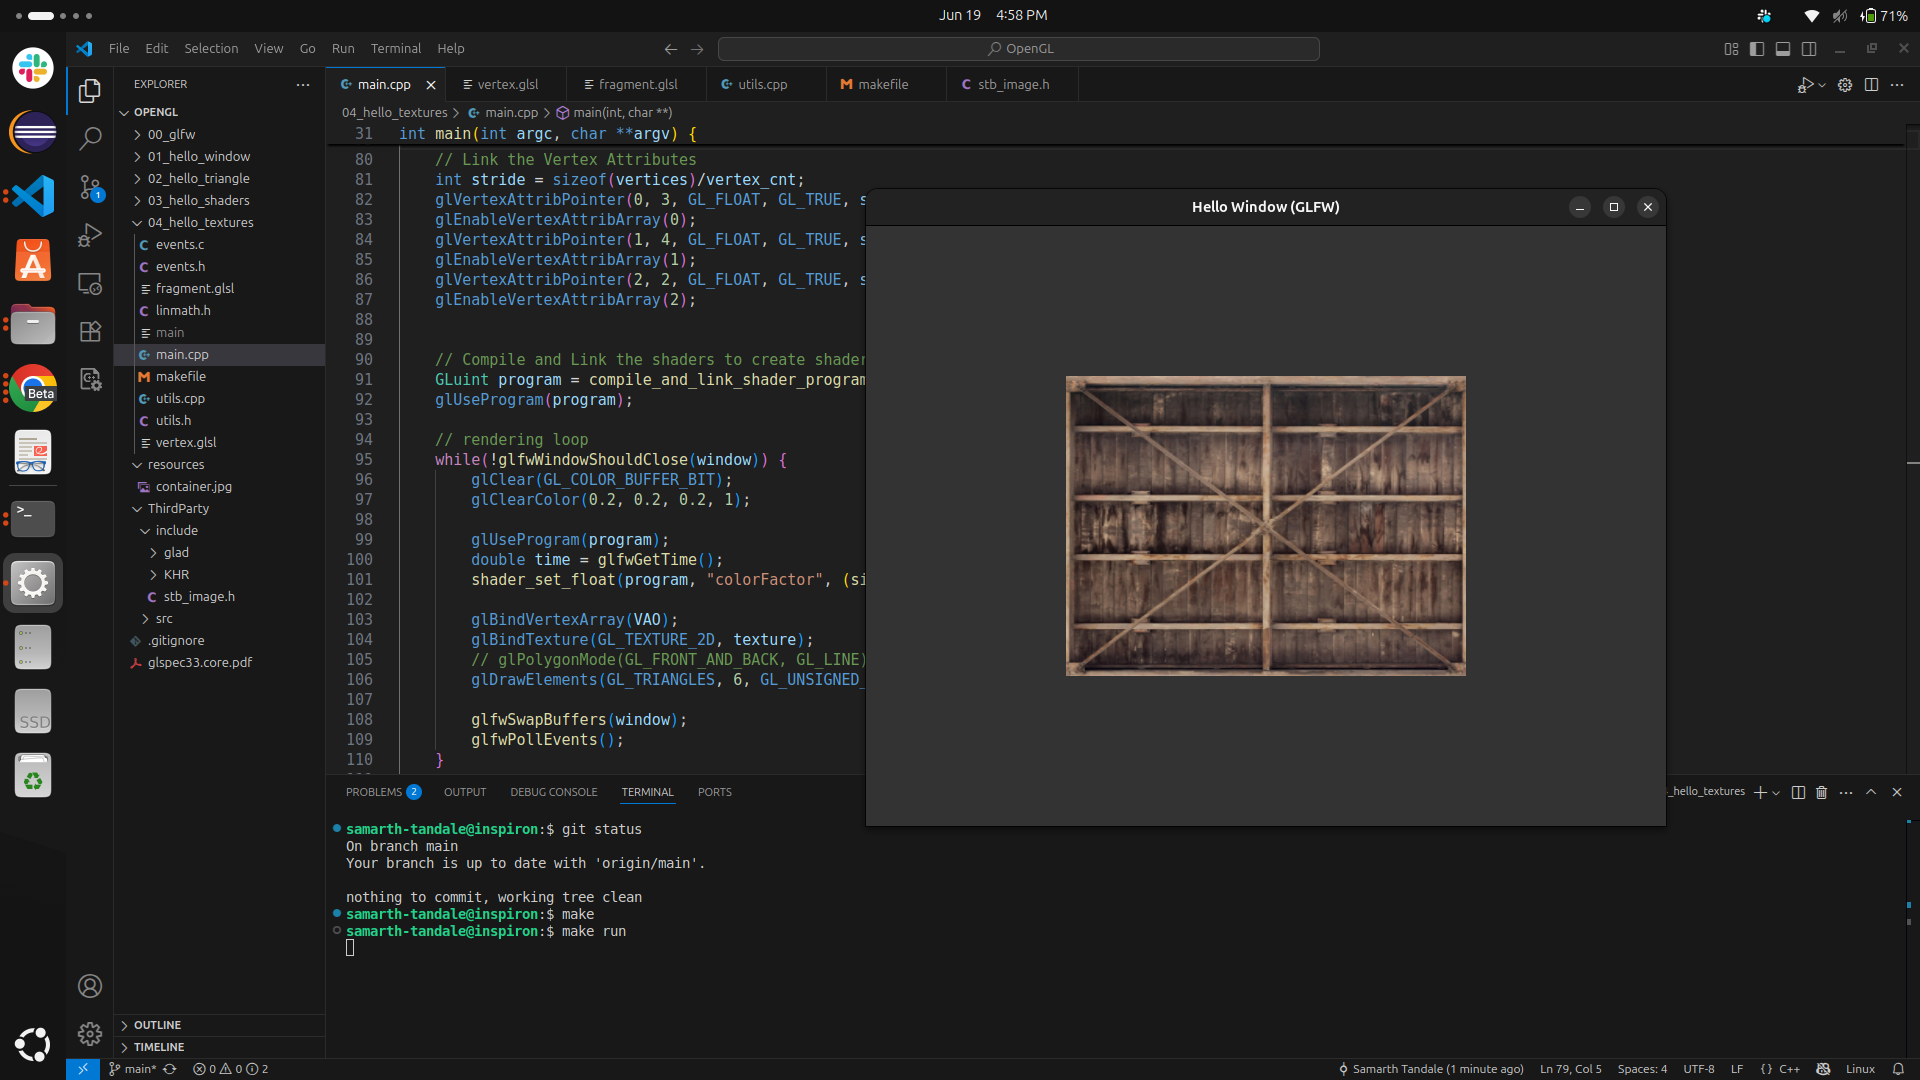 Jun 19 4:58 PM
71%
File Edit Selection View Go Run Terminal Help
OpenGL
EXPLORER
main.cpp vertex.glsl fragment.glsl utils.cpp makefile stb_image.h
04_hello_textures > main.cpp > main(int, char **)
OPENGL
00_glfw
01_hello_window
02_hello_triangle
03_hello_shaders
04_hello_textures
events.c
events.h
fragment.glsl
linmath.h
main
main.cpp
makefile
utils.cpp
utils.h
vertex.glsl
resources
container.jpg
ThirdParty
include
glad
KHR
stb_image.h
src
.gitignore
glspec33.core.pdf
OUTLINE
TIMELINE
Beta
SSD
1
31 int main(int argc, char **argv) {
80 // Link the Vertex Attributes
81 int stride = sizeof(vertices)/vertex_cnt;
82 glVertexAttribPointer(0, 3, GL_FLOAT, GL_TRUE, s
83 glEnableVertexAttribArray(0);
84 glVertexAttribPointer(1, 4, GL_FLOAT, GL_TRUE, s
85 glEnableVertexAttribArray(1);
86 glVertexAttribPointer(2, 2, GL_FLOAT, GL_TRUE, s
87 glEnableVertexAttribArray(2);
88
89
90 // Compile and Link the shaders to create shader
91 GLuint program = compile_and_link_shader_program
92 glUseProgram(program);
93
94 // rendering loop
95 while(!glfwWindowShouldClose(window)) {
96 glClear(GL_COLOR_BUFFER_BIT);
97 glClearColor(0.2, 0.2, 0.2, 1);
98
99 glUseProgram(program);
100 double time = glfwGetTime();
101 shader_set_float(program, "colorFactor", (si
102
103 glBindVertexArray(VAO);
104 glBindTexture(GL_TEXTURE_2D, texture);
105 // glPolygonMode(GL_FRONT_AND_BACK, GL_LINE)
106 glDrawElements(GL_TRIANGLES, 6, GL_UNSIGNED_
107
108 glfwSwapBuffers(window);
109 glfwPollEvents();
110 }
Hello Window (GLFW)
PROBLEMS 2 OUTPUT DEBUG CONSOLE TERMINAL PORTS
_hello_textures
samarth-tandale@inspiron:$ git status
On branch main
Your branch is up to date with 'origin/main'.
nothing to commit, working tree clean
samarth-tandale@inspiron:$ make
samarth-tandale@inspiron:$ make run
main* 0 0 2
Samarth Tandale (1 minute ago) Ln 79, Col 5 Spaces: 4 UTF-8 LF {} C++ Linux